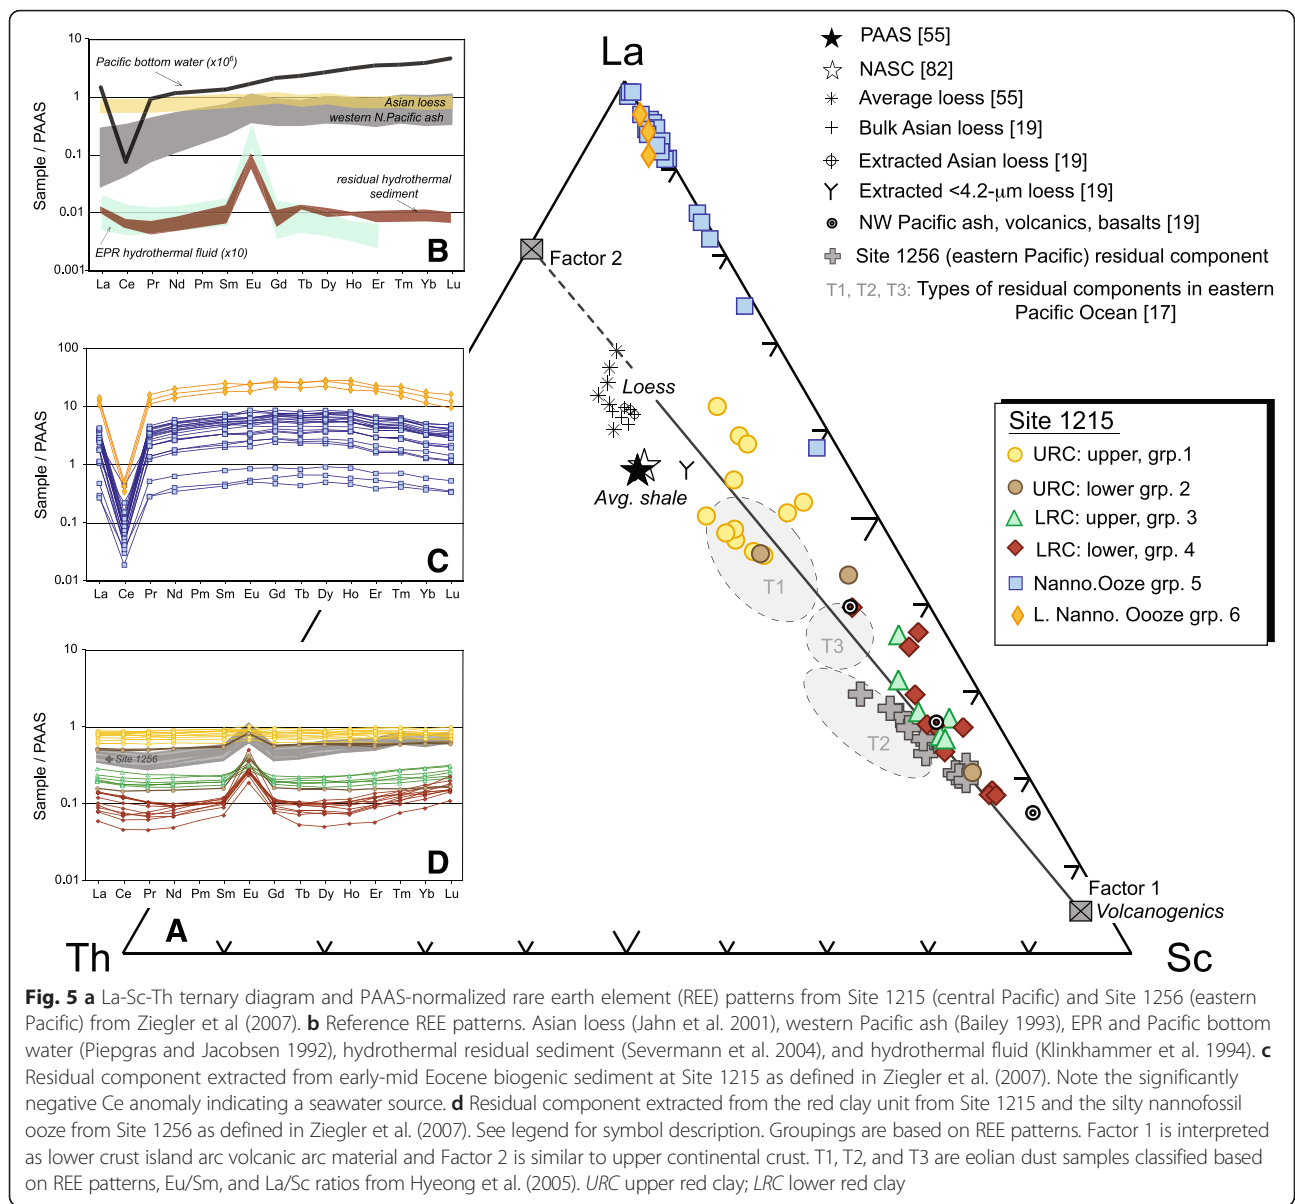 10
1
0.1
0.01
0.001
Sample / PAAS
Pacific bottom water (x10⁶)
Asian loess
western N.Pacific ash
residual hydrothermal
sediment
EPR hydrothermal fluid (x10)
B
La Ce Pr Nd Pm Sm Eu Gd Tb Dy Ho Er Tm Yb Lu
100
10
1
0.1
0.01
Sample / PAAS
C
La Ce Pr Nd Pm Sm Eu Gd Tb Dy Ho Er Tm Yb Lu
10
1
0.1
0.01
Sample / PAAS
Site 1256
D
La Ce Pr Nd Pm Sm Eu Gd Tb Dy Ho Er Tm Yb Lu
A
La
Th
Sc
Factor 2
Loess
Avg. shale
T1
T3
T2
Factor 1
Volcanogenics
PAAS [55]
NASC [82]
Average loess [55]
Bulk Asian loess [19]
Extracted Asian loess [19]
Extracted <4.2-μm loess [19]
NW Pacific ash, volcanics, basalts [19]
Site 1256 (eastern Pacific) residual component
T1, T2, T3: Types of residual components in eastern
Pacific Ocean [17]
Site 1215
URC: upper, grp.1
URC: lower grp. 2
LRC: upper, grp. 3
LRC: lower, grp. 4
Nanno.Ooze grp. 5
L. Nanno. Oooze grp. 6
Fig. 5 a La-Sc-Th ternary diagram and PAAS-normalized rare earth element (REE) patterns from Site 1215 (central Pacific) and Site 1256 (eastern
Pacific) from Ziegler et al (2007). b Reference REE patterns. Asian loess (Jahn et al. 2001), western Pacific ash (Bailey 1993), EPR and Pacific bottom
water (Piepgras and Jacobsen 1992), hydrothermal residual sediment (Severmann et al. 2004), and hydrothermal fluid (Klinkhammer et al. 1994). c
Residual component extracted from early-mid Eocene biogenic sediment at Site 1215 as defined in Ziegler et al. (2007). Note the significantly
negative Ce anomaly indicating a seawater source. d Residual component extracted from the red clay unit from Site 1215 and the silty nannofossil
ooze from Site 1256 as defined in Ziegler et al. (2007). See legend for symbol description. Groupings are based on REE patterns. Factor 1 is interpreted
as lower crust island arc volcanic arc material and Factor 2 is similar to upper continental crust. T1, T2, and T3 are eolian dust samples classified based
on REE patterns, Eu/Sm, and La/Sc ratios from Hyeong et al. (2005). URC upper red clay; LRC lower red clay